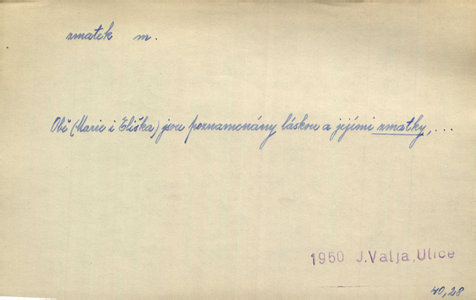 zmatek m.
Obě (Marie i Eliška) jsou poznamenány láskou a jejími zmatky, ...
1950 J.Valja,Ulice
40,28